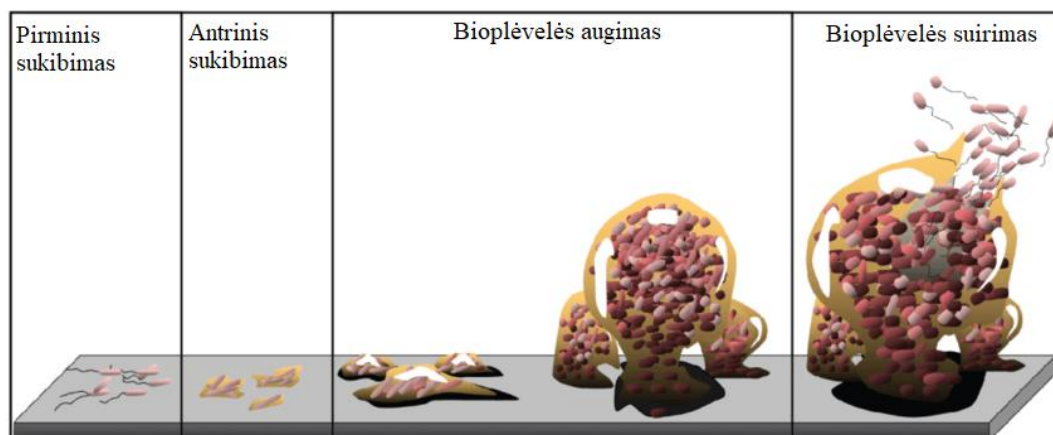 Pirminis
sukibimas
Antrinis
sukibimas
Bioplėvelės augimas
Bioplėvelės suirimas